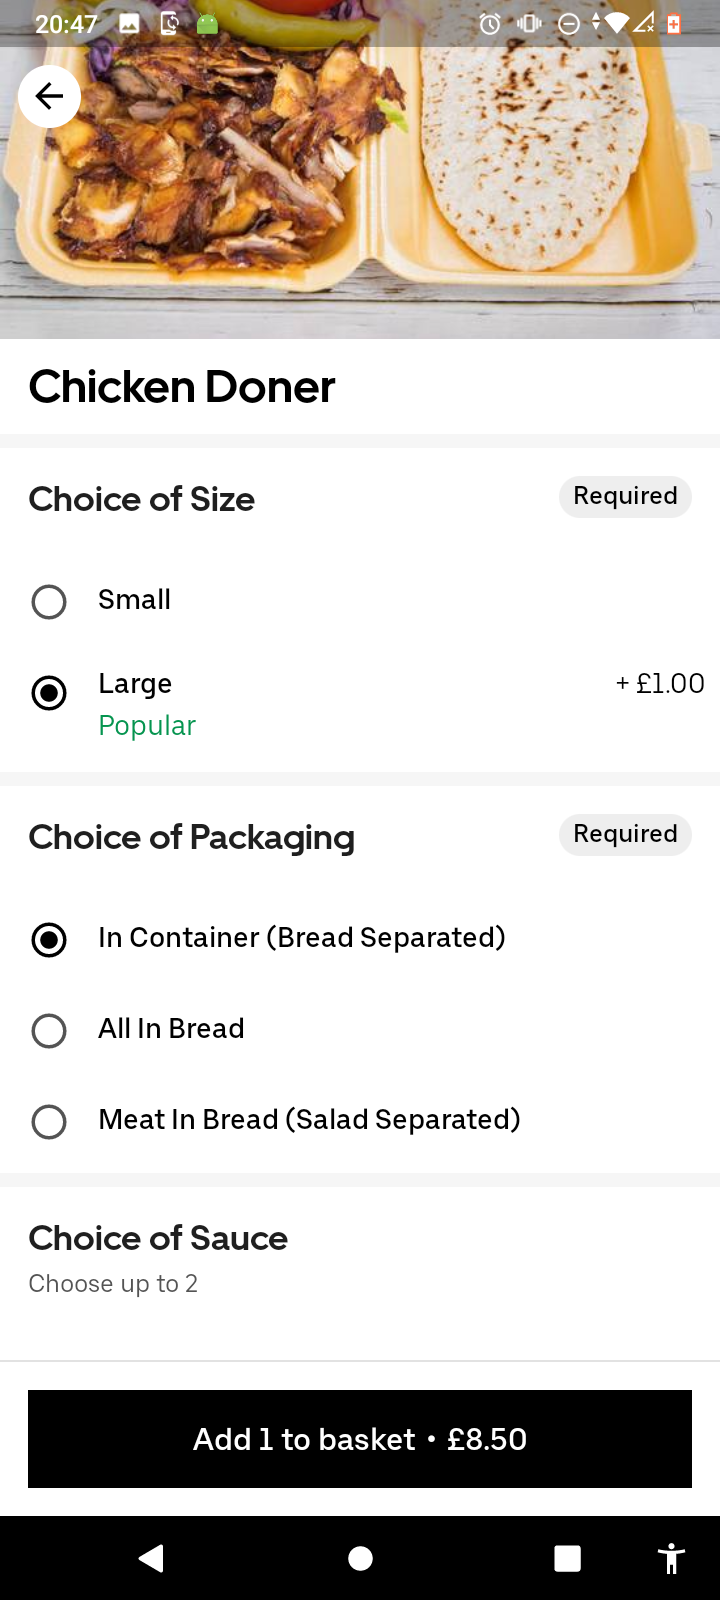 20:47
Chicken Doner
Choice of Size
Required
Small
Large
+ £1.00
Popular
Choice of Packaging
Required
In Container (Bread Separated)
All In Bread
Meat In Bread (Salad Separated)
Choice of Sauce
Choose up to 2
Add 1 to basket • £8.50